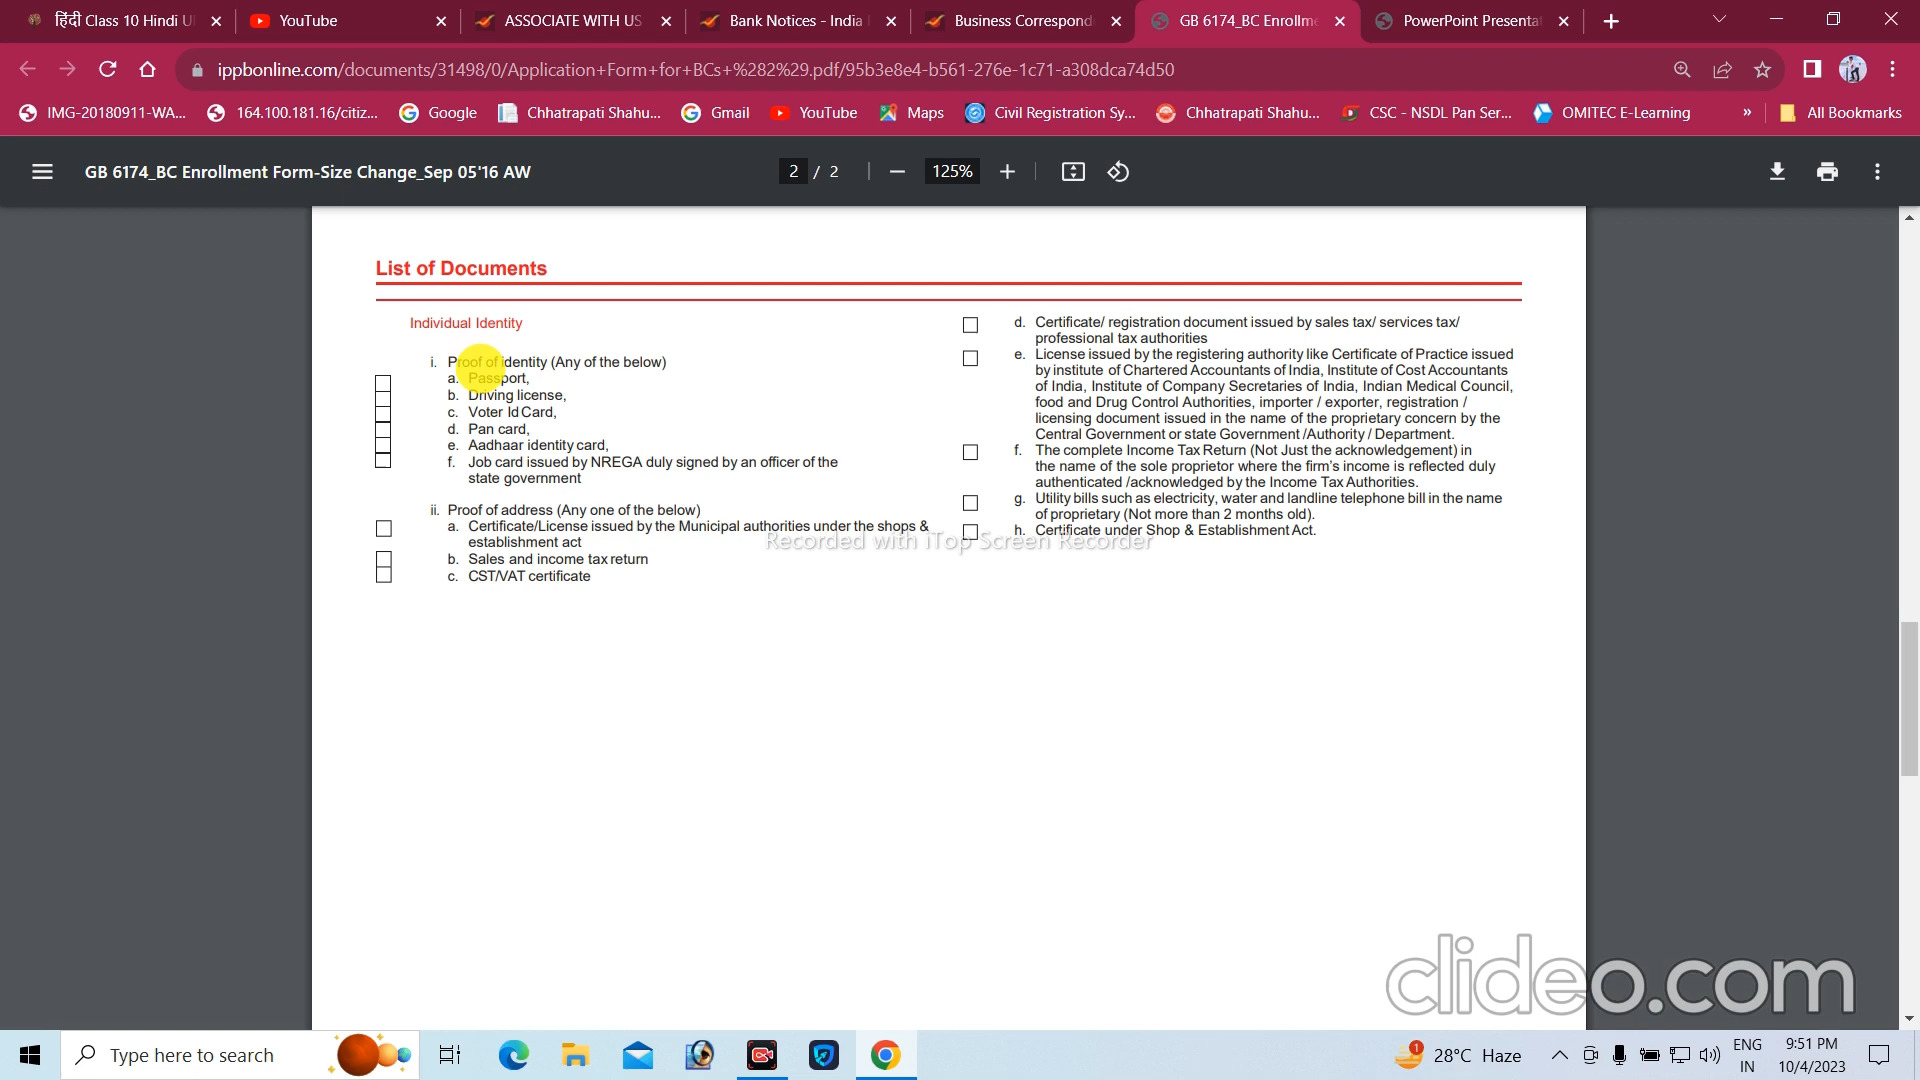 हिंदी Class 10 Hindi U
YouTube
ASSOCIATE WITH US
Bank Notices - India
Business Correspond
GB 6174_BC Enrollme
PowerPoint Presenta
ippbonline.com/documents/31498/0/Application+Form+for+BCs+%282%29.pdf/95b3e8e4-b561-276e-1c71-a308dca74d50
IMG-20180911-WA...
164.100.181.16/citiz...
Google
Chhatrapati Shahu...
Gmail
YouTube
Maps
Civil Registration Sy...
Chhatrapati Shahu...
CSC - NSDL Pan Ser...
OMITEC E-Learning
»
All Bookmarks
GB 6174_BC Enrollment Form-Size Change_Sep 05'16 AW
2 / 2
125%
List of Documents
Individual Identity
i. Proof of identity (Any of the below)
a. Passport,
b. Driving license,
c. Voter Id Card,
d. Pan card,
e. Aadhaar identity card,
f. Job card issued by NREGA duly signed by an officer of the
state government
ii. Proof of address (Any one of the below)
a. Certificate/License issued by the Municipal authorities under the shops &
establishment act
b. Sales and income tax return
c. CST/VAT certificate
d. Certificate/ registration document issued by sales tax/ services tax/
professional tax authorities
e. License issued by the registering authority like Certificate of Practice issued
by institute of Chartered Accountants of India, Institute of Cost Accountants
of India, Institute of Company Secretaries of India, Indian Medical Council,
food and Drug Control Authorities, importer / exporter, registration /
licensing document issued in the name of the proprietary concern by the
Central Government or state Government /Authority / Department.
f. The complete Income Tax Return (Not Just the acknowledgement) in
the name of the sole proprietor where the firm's income is reflected duly
authenticated /acknowledged by the Income Tax Authorities.
g. Utility bills such as electricity, water and landline telephone bill in the name
of proprietary (Not more than 2 months old).
h. Certificate under Shop & Establishment Act.
Recorded with iTop Screen Recorder
clideo.com
Type here to search
1
28°C Haze
ENG
IN
9:51 PM
10/4/2023